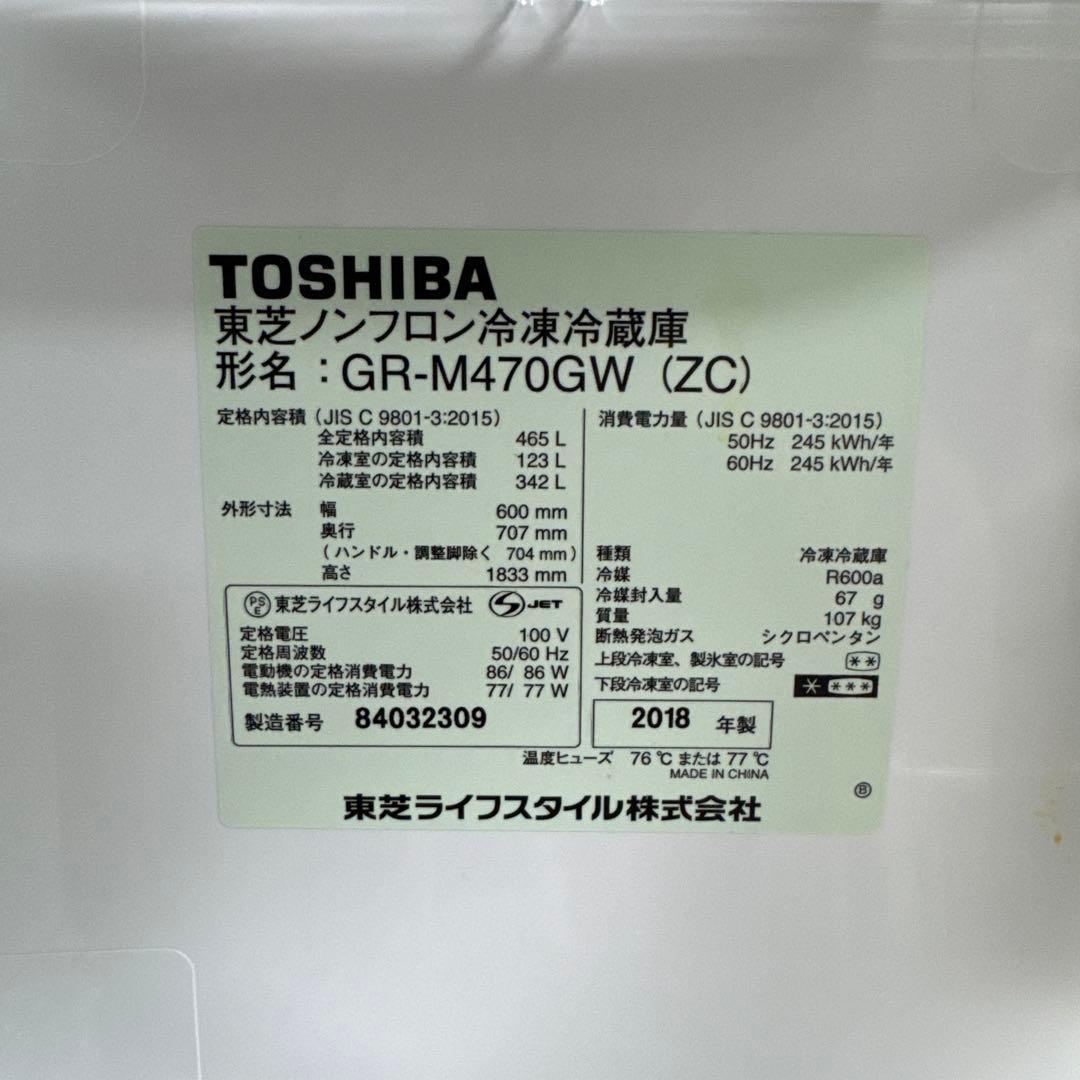 TOSHIBA
東芝ノンフロン冷凍冷蔵庫
形名：GR-M470GW（ZC）
定格内容積（JIS C 9801-3:2015）
全定格内容積 465 L
冷凍室の定格内容積 123 L
冷蔵室の定格内容積 342 L
外形寸法 幅 600 mm
奥行 707 mm
（ハンドル・調整脚除く 704 mm）
高さ 1833 mm
PSE 東芝ライフスタイル株式会社 S JET
定格電圧 100 V
定格周波数 50/60 Hz
電動機の定格消費電力 86/ 86 W
電熱装置の定格消費電力 77/ 77 W
製造番号 84032309
消費電力量（JIS C 9801-3:2015）
50Hz 245 kWh/年
60Hz 245 kWh/年
種類 冷凍冷蔵庫
冷媒 R600a
冷媒封入量 67 g
質量 107 kg
断熱発泡ガス シクロペンタン
上段冷凍室、製氷室の記号 **
下段冷凍室の記号 * ***
2018 年製
温度ヒューズ 76 ℃ または 77 ℃
MADE IN CHINA
Ⓑ
東芝ライフスタイル株式会社